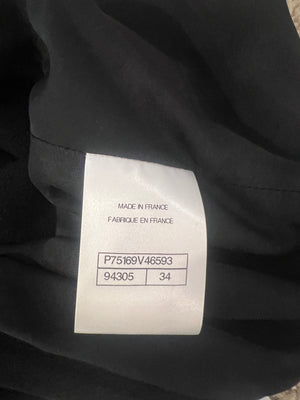 MADE IN FRANCE
FABRIQUE EN FRANCE
P75169V46593
94305 34